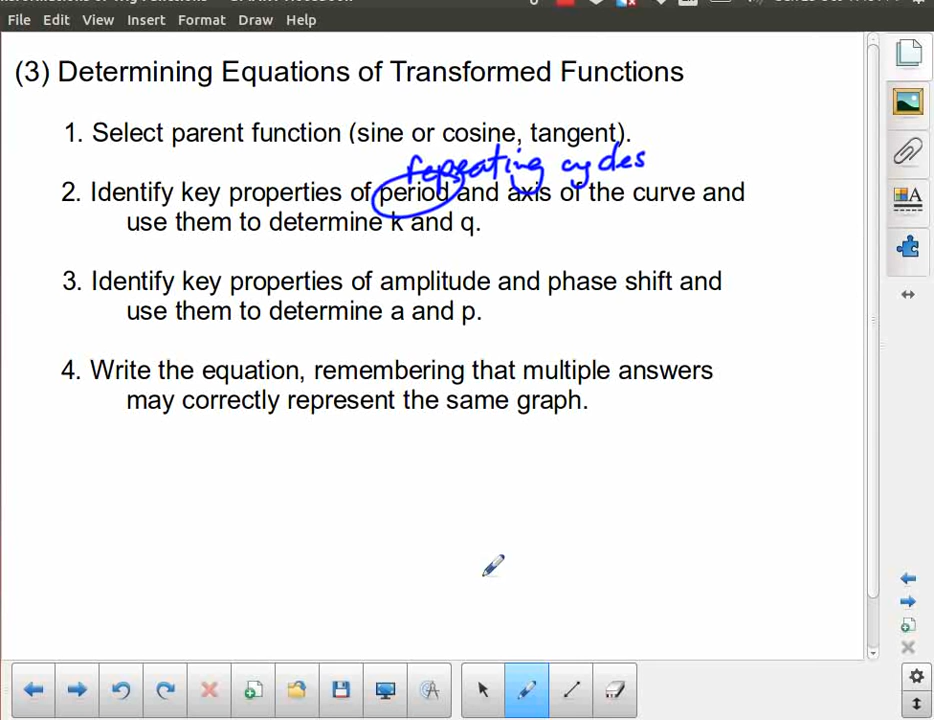 File Edit View Insert Format Draw Help
(3) Determining Equations of Transformed Functions
1. Select parent function (sine or cosine, tangent).
repeating cycles
2. Identify key properties of period and axis of the curve and
use them to determine k and q.
3. Identify key properties of amplitude and phase shift and
use them to determine a and p.
4. Write the equation, remembering that multiple answers
may correctly represent the same graph.